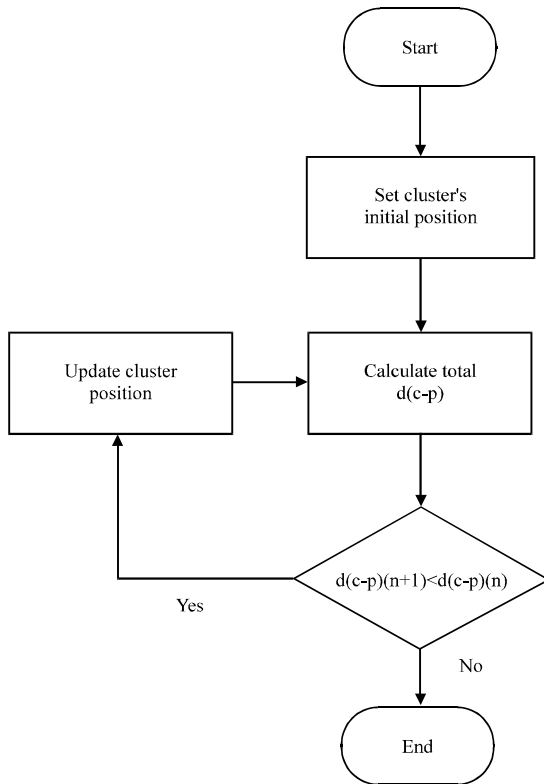 Start
Set cluster's
initial position
Update cluster
position
Calculate total
d(c-p)
d(c-p)(n+1)<d(c-p)(n)
Yes
No
End